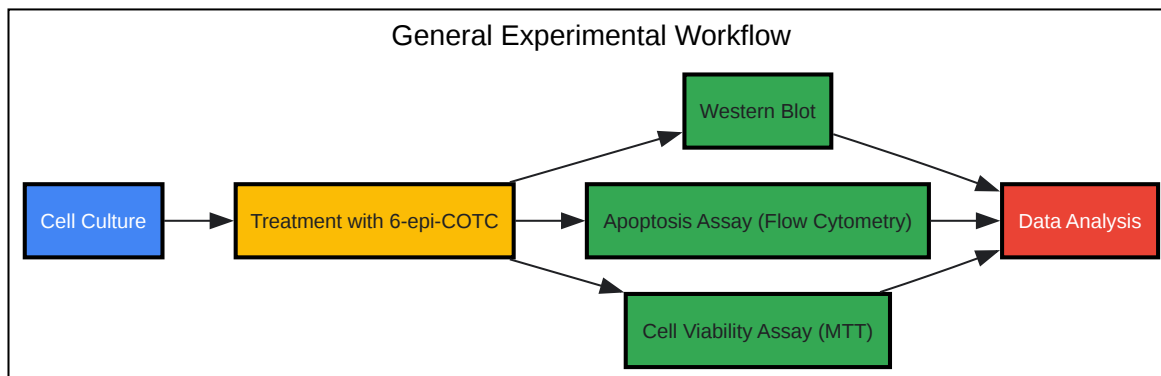 General Experimental Workflow
Western Blot
Cell Culture
Treatment with 6-epi-COTC
Apoptosis Assay (Flow Cytometry)
Data Analysis
Cell Viability Assay (MTT)